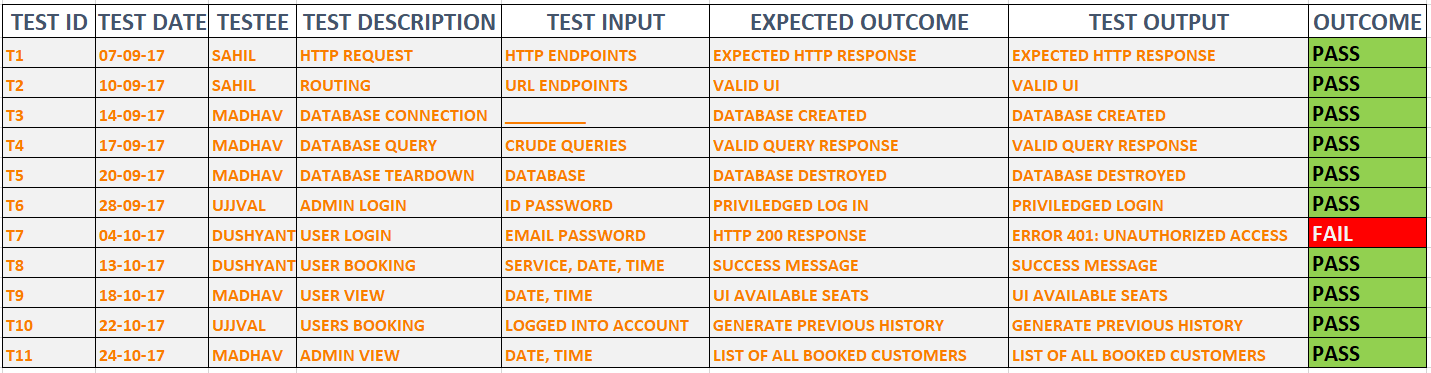 TEST ID TEST DATE TESTEE TEST DESCRIPTION TEST INPUT EXPECTED OUTCOME TEST OUTPUT OUTCOME
T1 07-09-17 SAHIL HTTP REQUEST HTTP ENDPOINTS EXPECTED HTTP RESPONSE EXPECTED HTTP RESPONSE PASS
T2 10-09-17 SAHIL ROUTING URL ENDPOINTS VALID UI VALID UI PASS
T3 14-09-17 MADHAV DATABASE CONNECTION __________ DATABASE CREATED DATABASE CREATED PASS
T4 17-09-17 MADHAV DATABASE QUERY CRUDE QUERIES VALID QUERY RESPONSE VALID QUERY RESPONSE PASS
T5 20-09-17 MADHAV DATABASE TEARDOWN DATABASE DATABASE DESTROYED DATABASE DESTROYED PASS
T6 28-09-17 UJJVAL ADMIN LOGIN ID PASSWORD PRIVILEDGED LOG IN PRIVILEDGED LOGIN PASS
T7 04-10-17 DUSHYANT USER LOGIN EMAIL PASSWORD HTTP 200 RESPONSE ERROR 401: UNAUTHORIZED ACCESS FAIL
T8 13-10-17 DUSHYANT USER BOOKING SERVICE, DATE, TIME SUCCESS MESSAGE SUCCESS MESSAGE PASS
T9 18-10-17 MADHAV USER VIEW DATE, TIME UI AVAILABLE SEATS UI AVAILABLE SEATS PASS
T10 22-10-17 UJJVAL USERS BOOKING LOGGED INTO ACCOUNT GENERATE PREVIOUS HISTORY GENERATE PREVIOUS HISTORY PASS
T11 24-10-17 MADHAV ADMIN VIEW DATE, TIME LIST OF ALL BOOKED CUSTOMERS LIST OF ALL BOOKED CUSTOMERS PASS